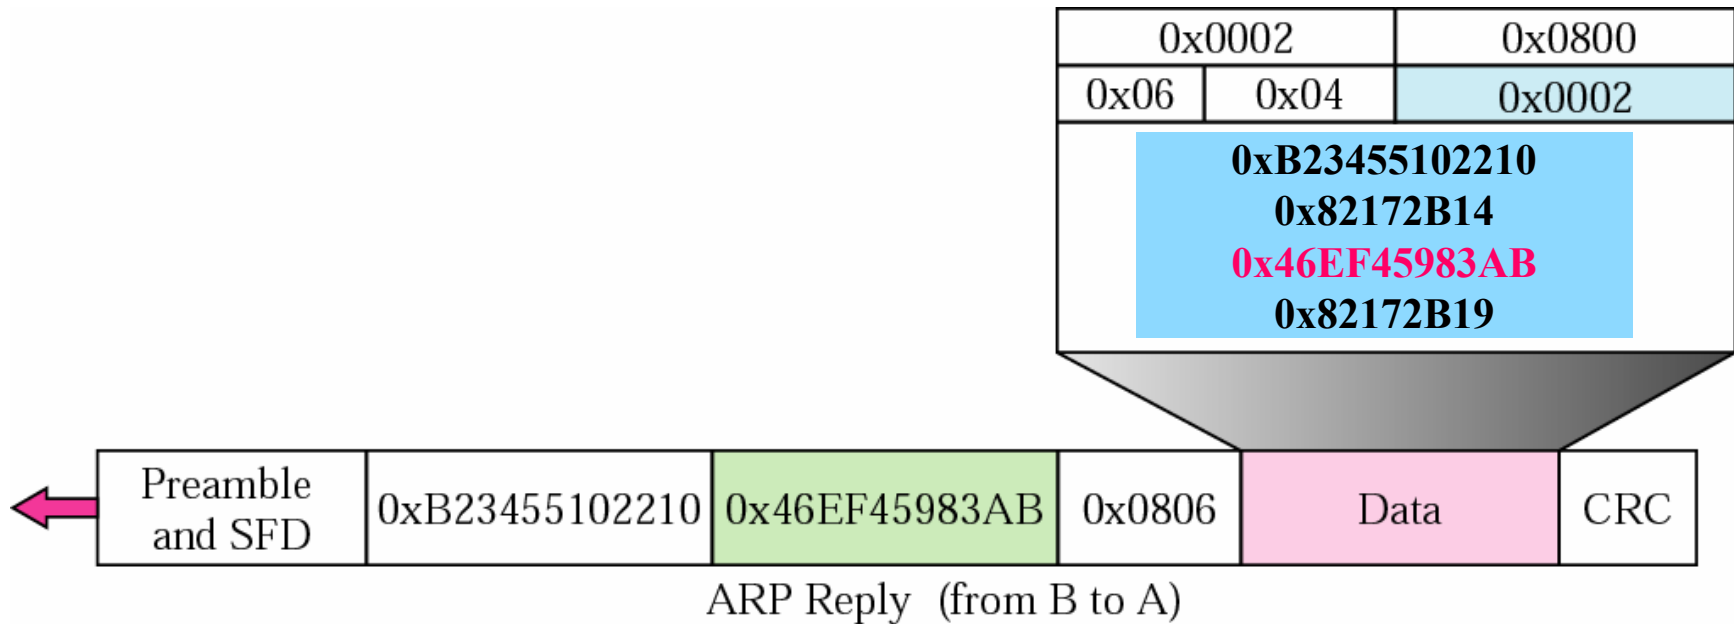 0x0002 0x0800
0x06 0x04 0x0002
0xB23455102210
0x82172B14
0x46EF45983AB
0x82172B19
Preamble
and SFD
0xB23455102210 0x46EF45983AB 0x0806 Data CRC
ARP Reply (from B to A)